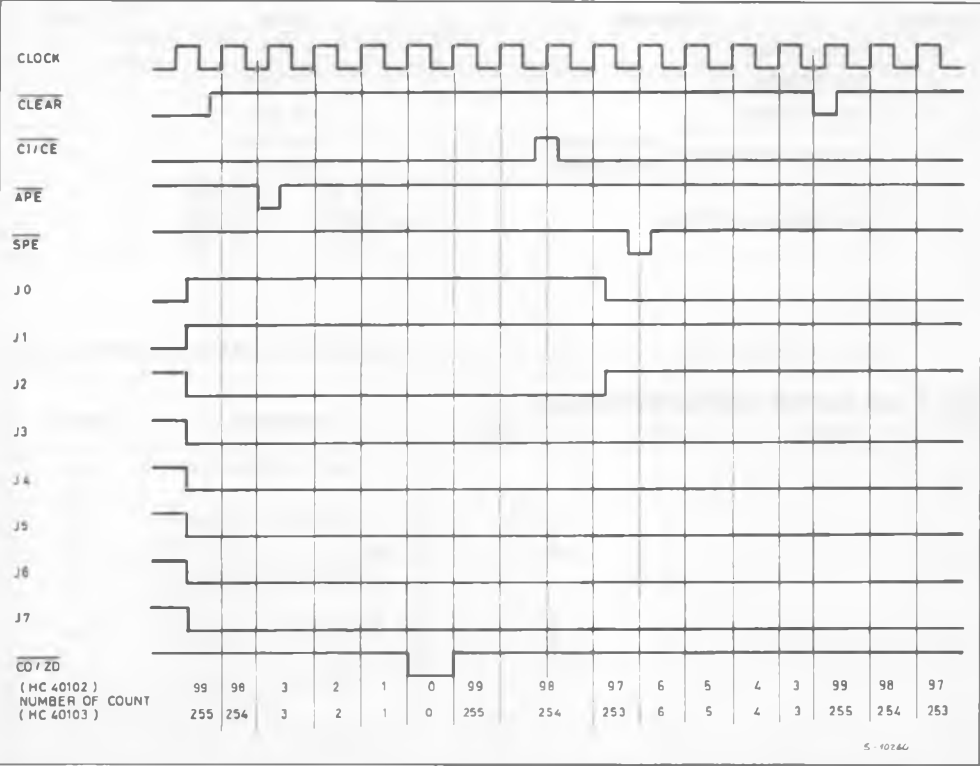 CLOCK
CLEAR
CI/CE
APE
SPE
J0
J1
J2
J3
J4
J5
J6
J7
CO/ZD
(HC 40102) 99 98 3 2 1 0 99 98 97 6 5 4 3 99 98 97
NUMBER OF COUNT
(HC 40103) 255 254 3 2 1 0 255 254 253 6 5 4 3 255 254 253